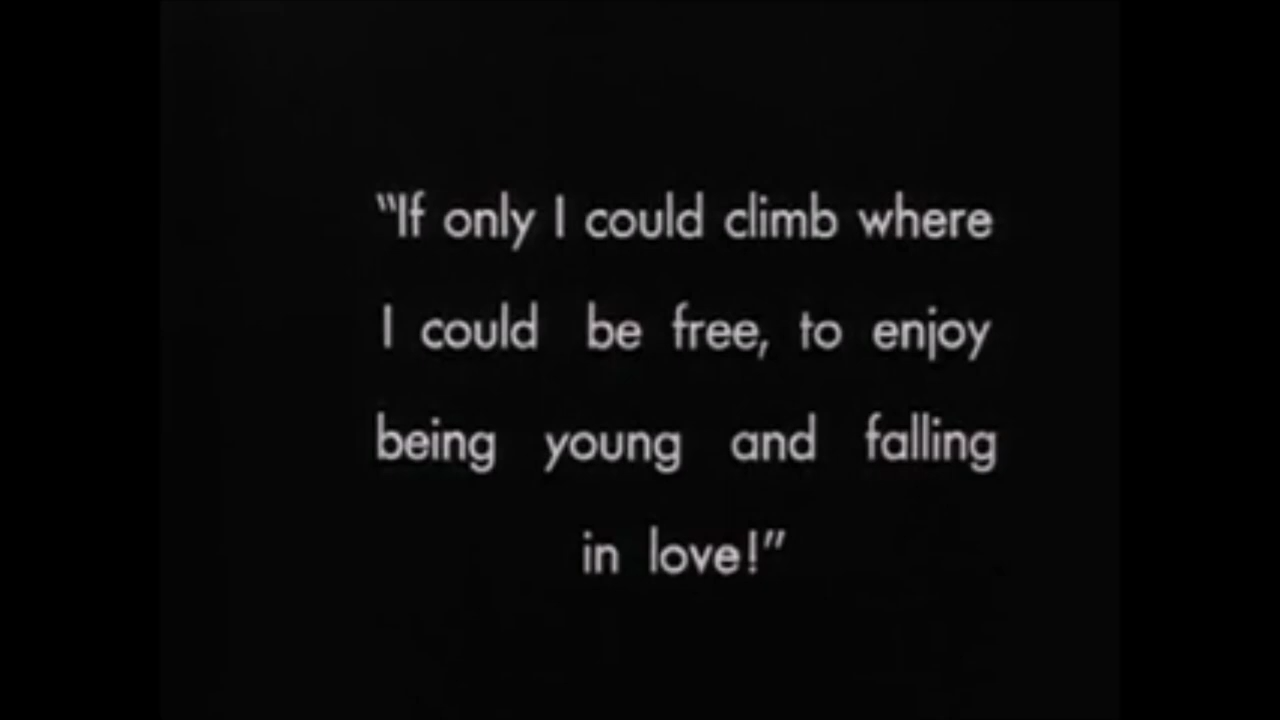 “If only I could climb where
I could be free, to enjoy
being young and falling
in love!”